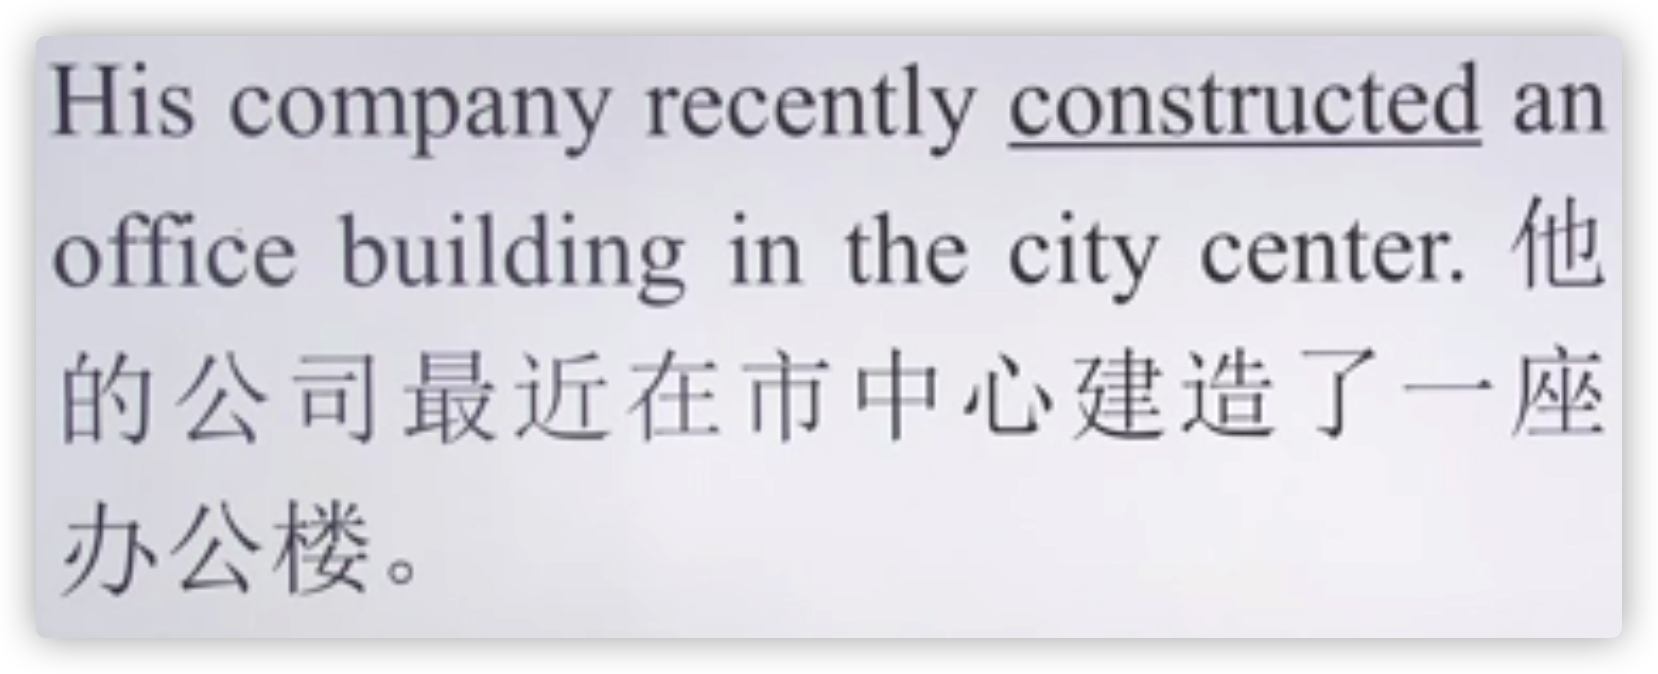 His company recently constructed an
office building in the city center. 他
的公司最近在市中心建造了一座
办公楼。